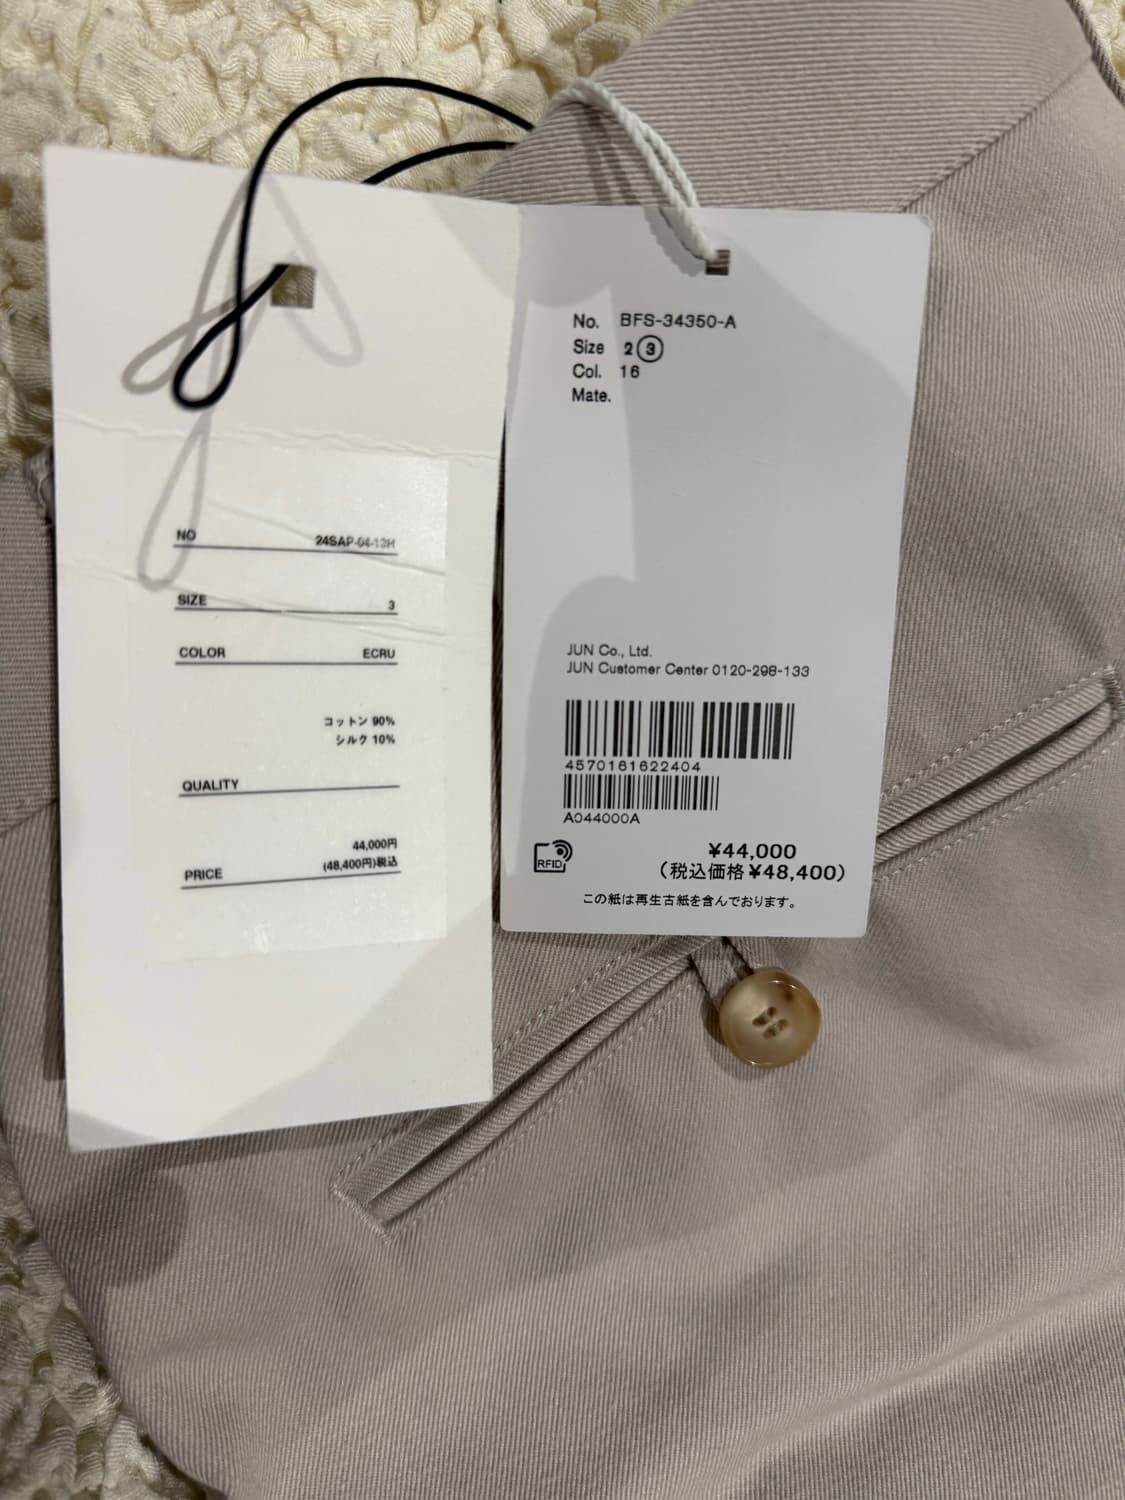 NO 24SAP-04-13H
SIZE 3
COLOR ECRU
コットン 90%
シルク 10%
QUALITY
44,000円
PRICE (48,400円)税込
No. BFS-34350-A
Size 2 ③
Col. 16
Mate.
JUN Co., Ltd.
JUN Customer Center 0120-298-133
4570161622404
A044000A
RFID
¥44,000
(税込価格¥48,400)
この紙は再生古紙を含んでおります。